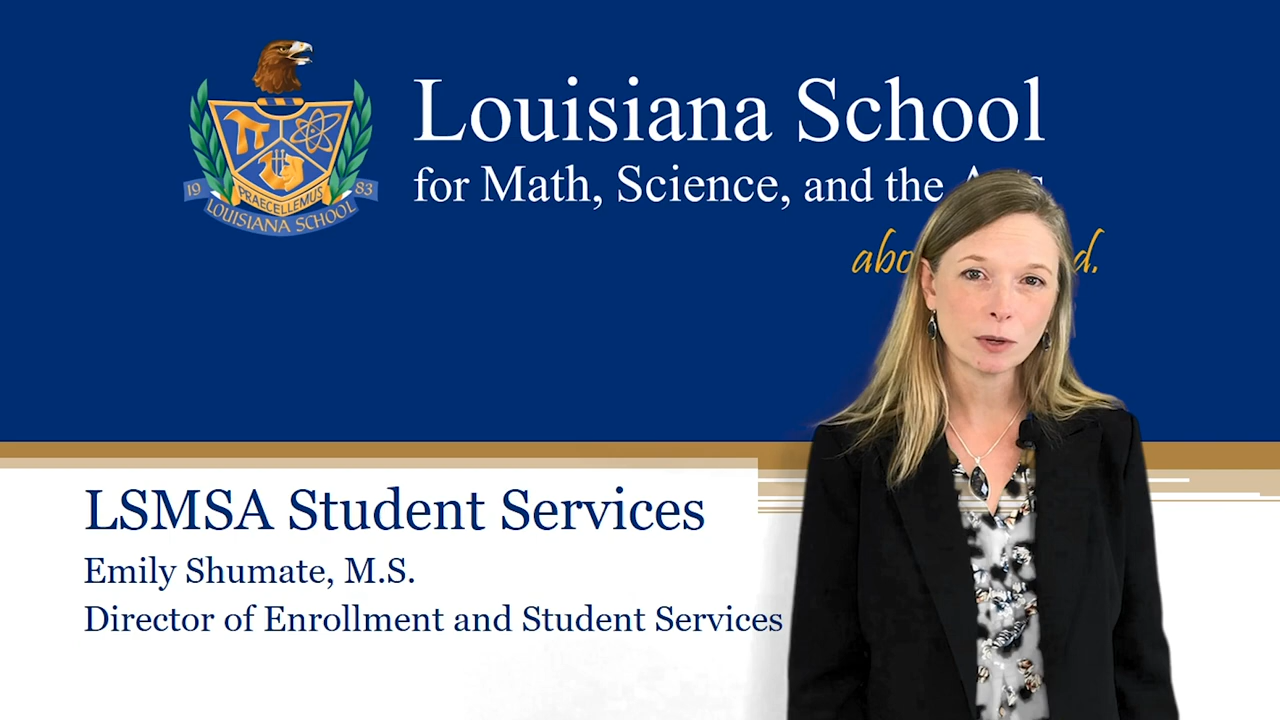 Louisiana School
for Math, Science, and the
19 83
PRAECELLEMUS
LOUISIANA SCHOOL
LSMSA Student Services
Emily Shumate, M.S.
Director of Enrollment and Student Services